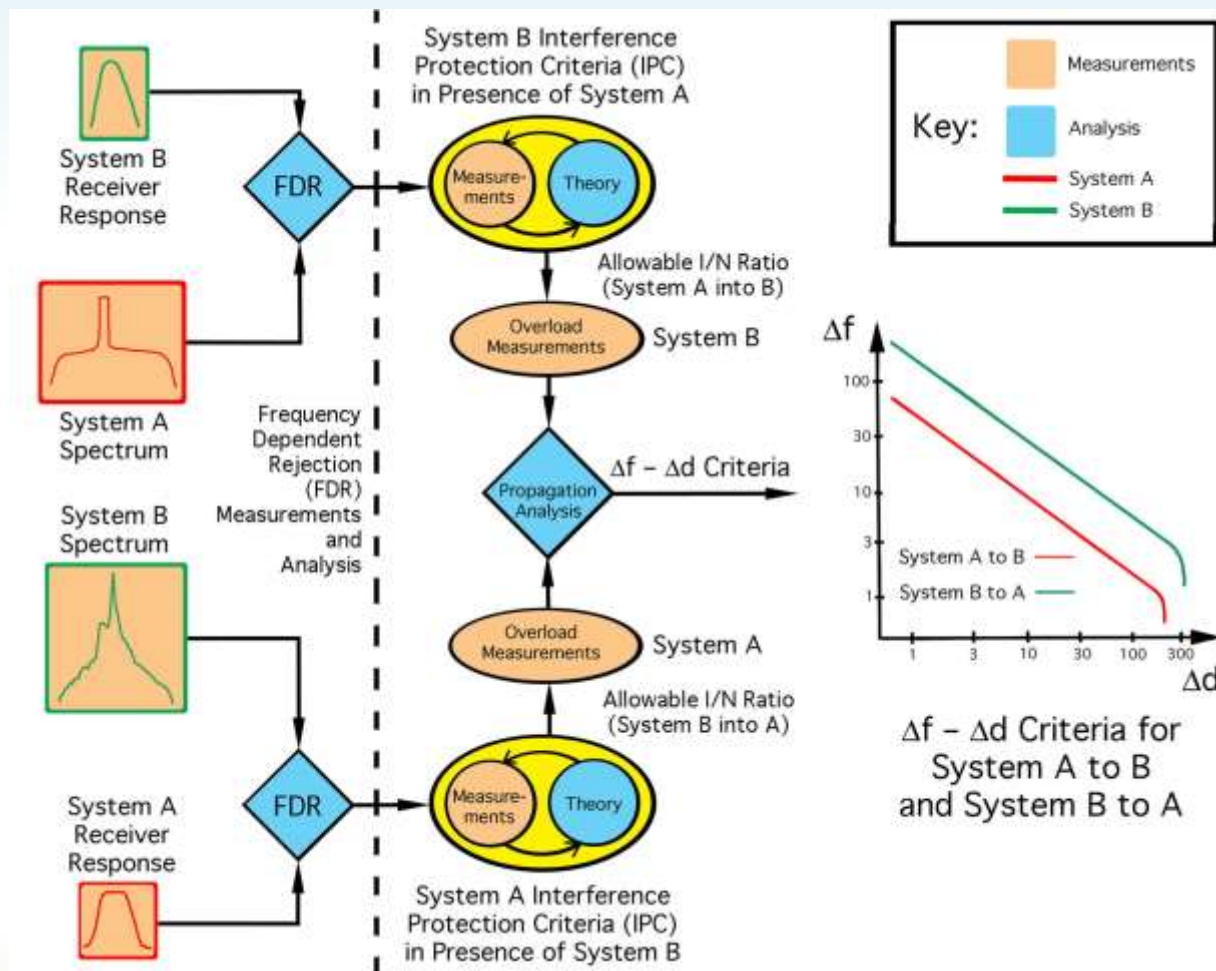 System B
Receiver
Response
FDR
System A
Spectrum
System B
Spectrum
Frequency
Dependent
Rejection
(FDR)
Measurements
and
Analysis
FDR
System A
Receiver
Response
System B Interference
Protection Criteria (IPC)
in Presence of System A
Measure-
ments
Theory
Allowable I/N Ratio
(System A into B)
Overload
Measurements
System B
Propagation
Analysis
Δf – Δd Criteria
Overload
Measurements
System A
Allowable I/N Ratio
(System B into A)
Measure-
ments
Theory
System A Interference
Protection Criteria (IPC)
in Presence of System B
Key:
Measurements
Analysis
System A
System B
Δf
100
30
10
3
1
System A to B
System B to A
1 3 10 30 100 300
Δd
Δf – Δd Criteria for
System A to B
and System B to A